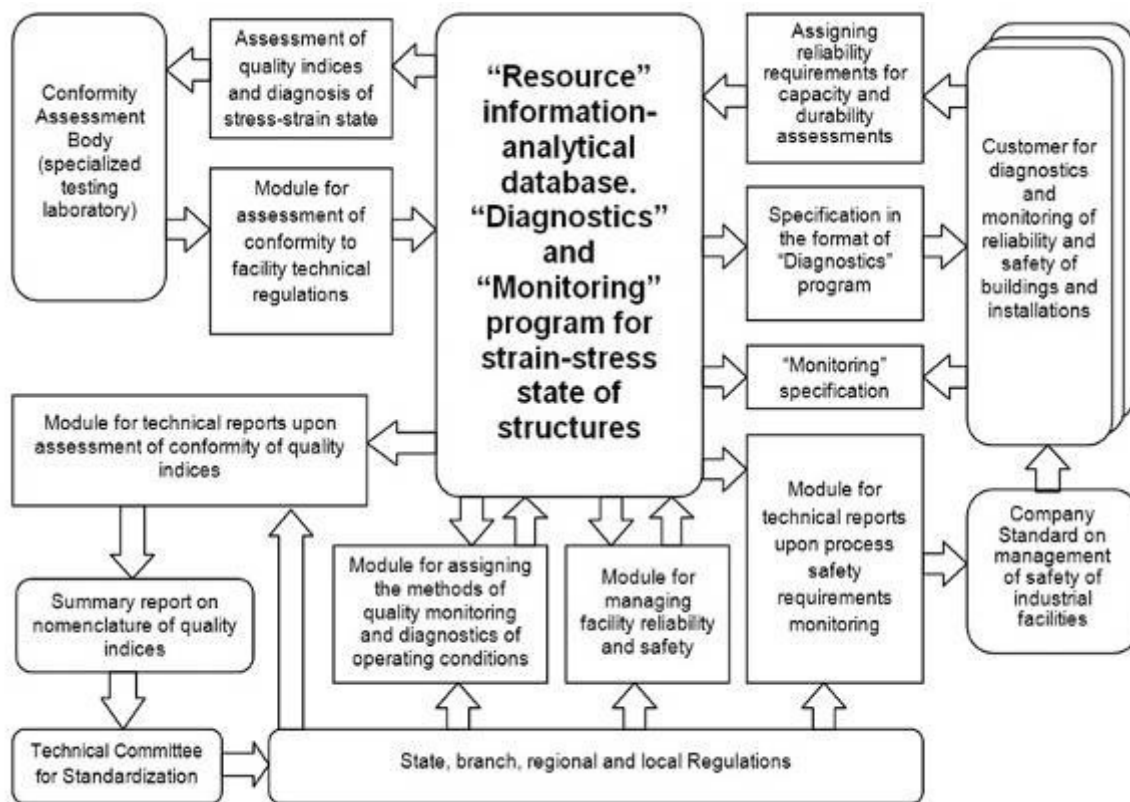 Conformity
Assessment
Body
(specialized
testing
laboratory)
Assessment of
quality indices
and diagnosis of
stress-strain state
Module for
assessment of
conformity to
facility technical
regulations
“Resource”
information-
analytical
database.
“Diagnostics”
and
“Monitoring”
program for
strain-stress
state of
structures
Assigning
reliability
requirements for
capacity and
durability
assessments
Specification in
the format of
“Diagnostics”
program
“Monitoring”
specification
Customer for
diagnostics
and
monitoring of
reliability and
safety of
buildings and
installations
Module for technical reports upon
assessment of conformity of quality
indices
Summary report on
nomenclature of quality
indices
Technical Committee
for Standardization
Module for assigning
the methods of
quality monitoring
and diagnostics of
operating conditions
Module for
managing
facility reliability
and safety
Module for
technical reports
upon process
safety
requirements
monitoring
Company
Standard on
management
of safety of
industrial
facilities
State, branch, regional and local Regulations